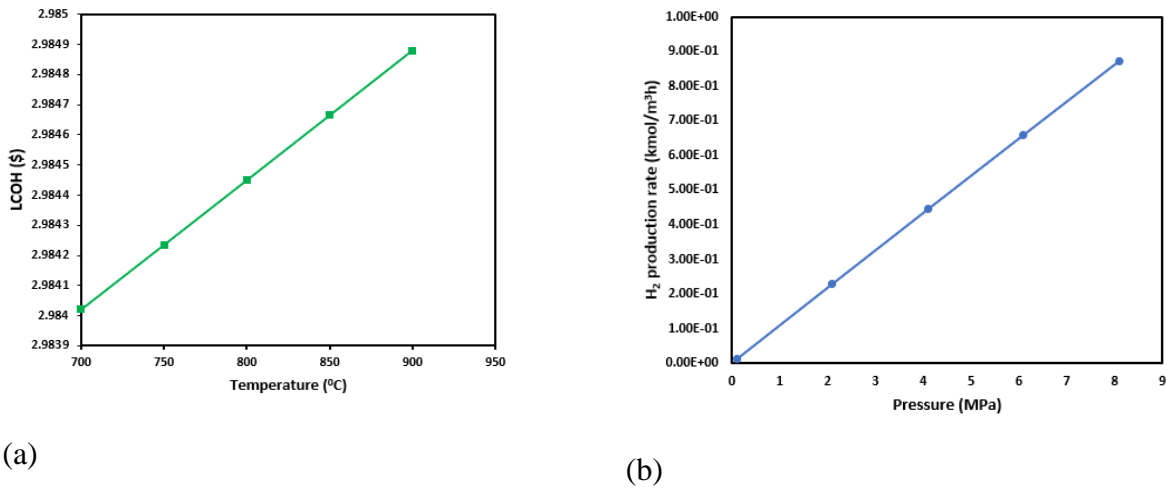 2.985
2.9849
2.9848
2.9847
2.9846
2.9845
2.9844
2.9843
2.9842
2.9841
2.984
2.9839
LCOH ($)
700 750 800 850 900 950
Temperature (⁰C)
(a)
1.00E+00
9.00E-01
8.00E-01
7.00E-01
6.00E-01
5.00E-01
4.00E-01
3.00E-01
2.00E-01
1.00E-01
0.00E+00
H₂ production rate (kmol/m³h)
0 1 2 3 4 5 6 7 8 9
Pressure (MPa)
(b)